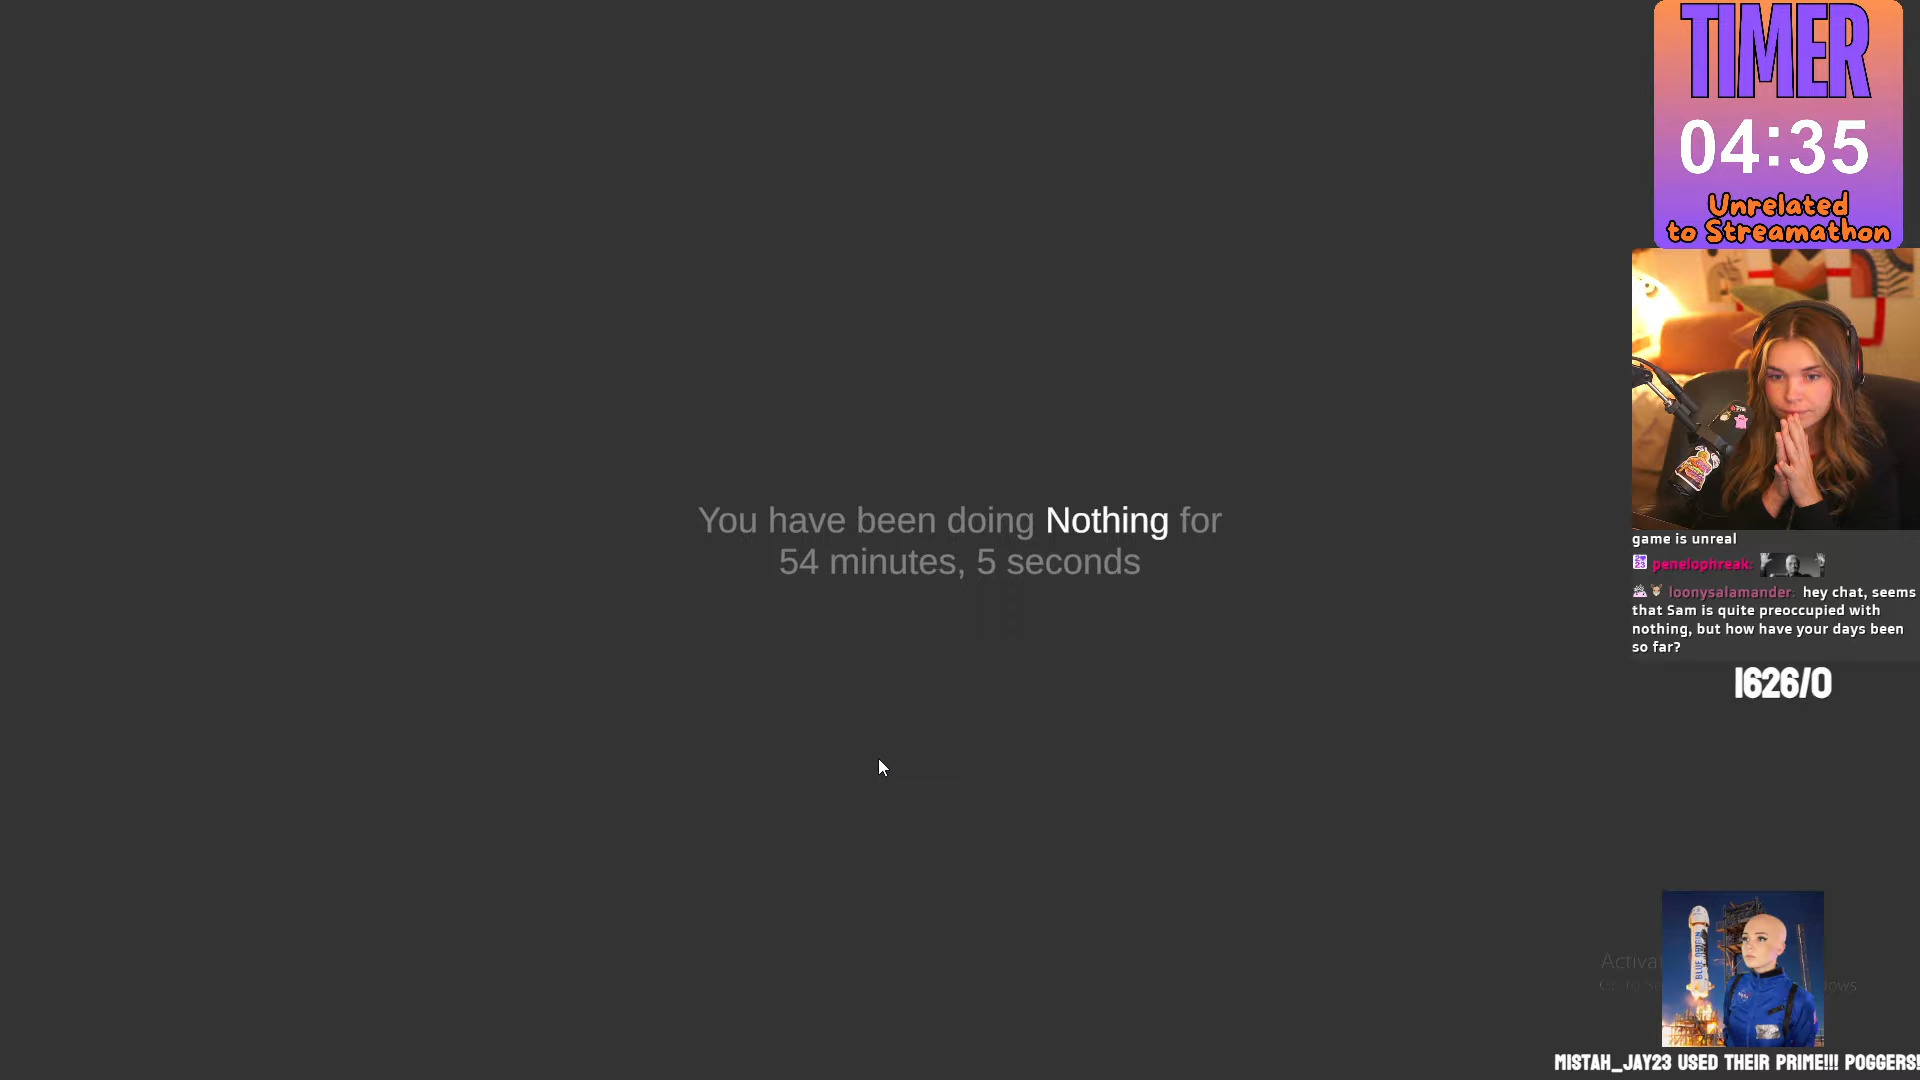 TIMER
04:35
Unrelated
to Streamathon
You have been doing Nothing for
54 minutes, 5 seconds
game is unreal
penelophreak:
loonysalamander: hey chat, seems
that Sam is quite preoccupied with
nothing, but how have your days been
so far?
1626/0
BLUE ORIGIN
MISTAH_JAY23 USED THEIR PRIME!!! POGGERS!